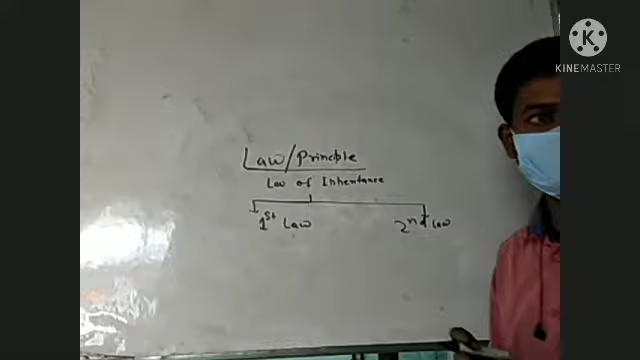 Law/Principle
Law of Inheritance
1st Law
2nd Law
K
KINEMASTER